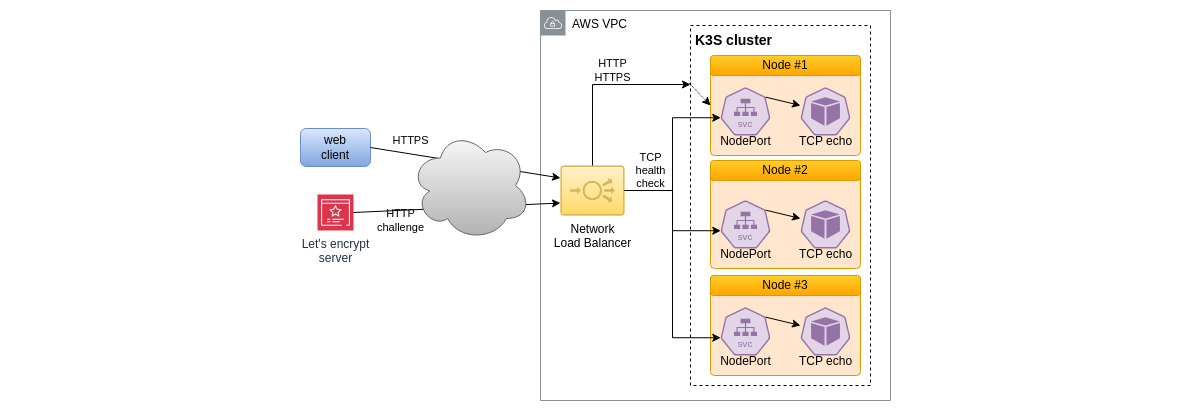 AWS VPC
K3S cluster
HTTP
HTTPS
Node #1
svc
NodePort
TCP echo
web
client
HTTPS
TCP
health
check
Node #2
svc
NodePort
TCP echo
HTTP
challenge
Let's encrypt
server
Network
Load Balancer
Node #3
svc
NodePort
TCP echo